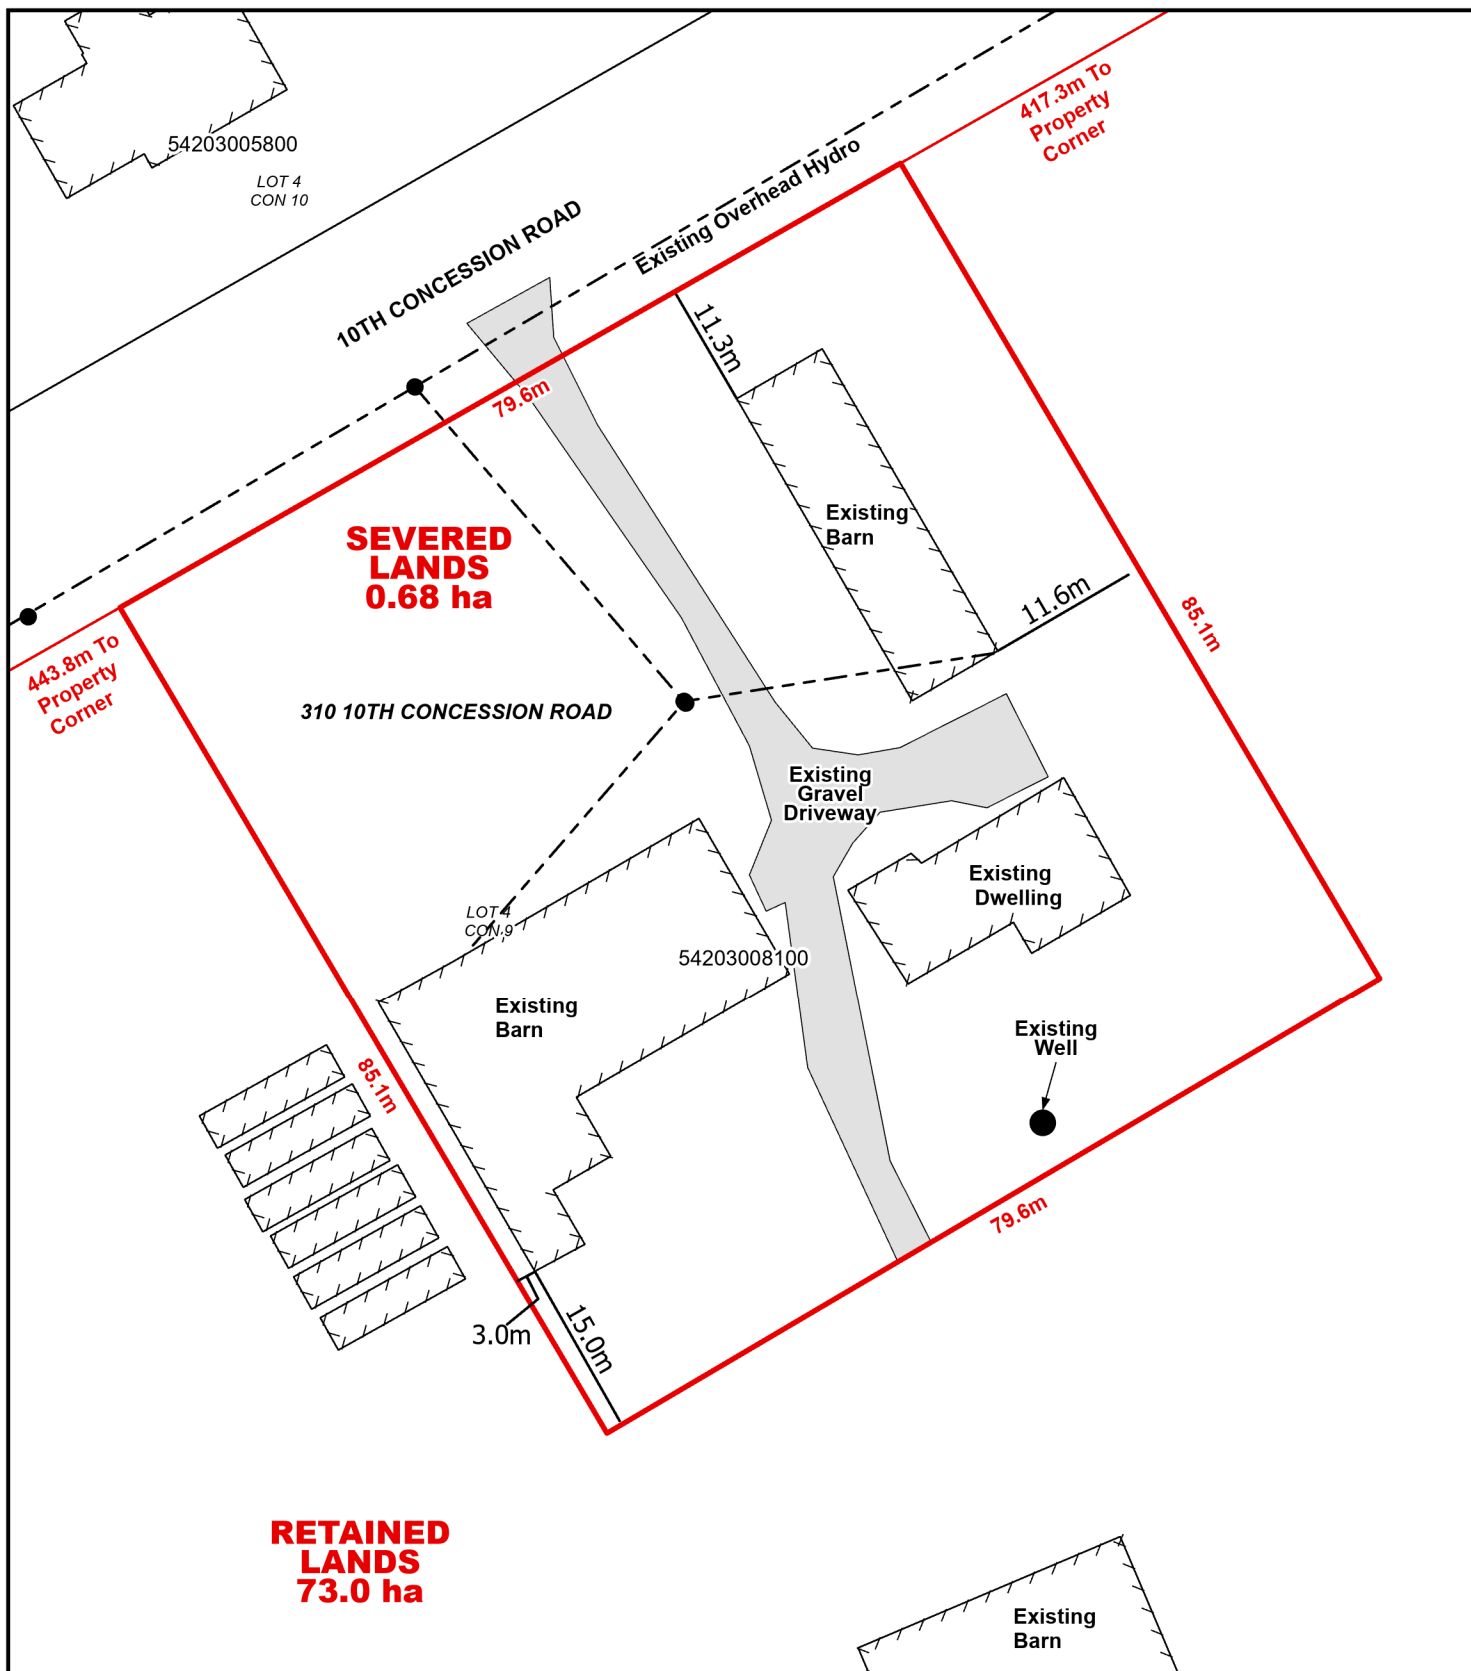 417.3m To
Property
Corner
54203005800
LOT 4
CON 10
10TH CONCESSION ROAD
Existing Overhead Hydro
11.3m
79.6m
SEVERED
LANDS
0.68 ha
Existing
Barn
11.6m
85.1m
443.8m To
Property
Corner
310 10TH CONCESSION ROAD
Existing
Gravel
Driveway
Existing
Dwelling
LOT 4
CON 9
54203008100
Existing
Barn
Existing
Well
85.1m
79.6m
3.0m
15.0m
RETAINED
LANDS
73.0 ha
Existing
Barn